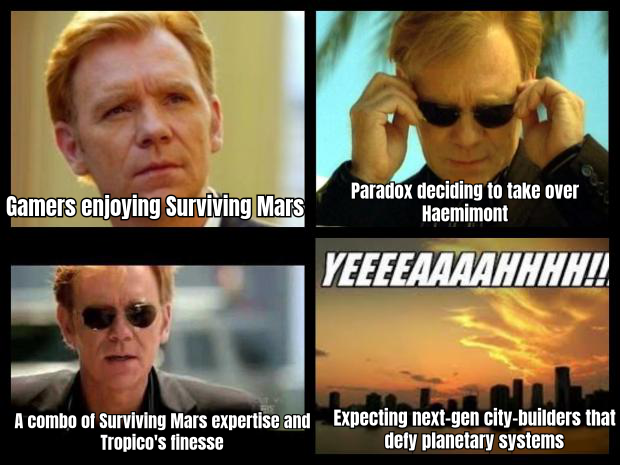 Gamers enjoying Surviving Mars
Paradox deciding to take over
Haemimont
A combo of Surviving Mars expertise and
Tropico's finesse
YEEEEAAAAHHHH!!!
Expecting next-gen city-builders that
defy planetary systems